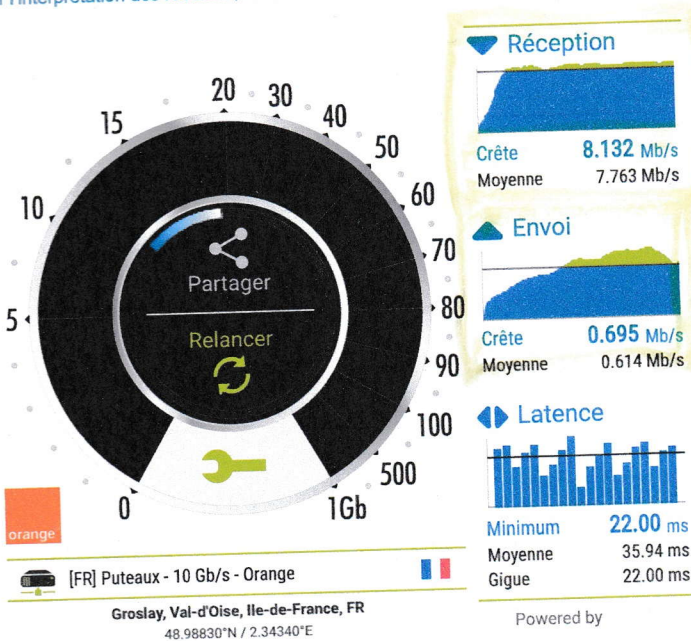 Réception
Crête 8.132 Mb/s
Moyenne 7.763 Mb/s
Envoi
Crête 0.695 Mb/s
Moyenne 0.614 Mb/s
Latence
Minimum 22.00 ms
Moyenne 35.94 ms
Gigue 22.00 ms
Powered by
0
5
10
15
20
30
40
50
60
70
80
90
100
500
1Gb
Partager
Relancer
orange
[FR] Puteaux - 10 Gb/s - Orange
Groslay, Val-d'Oise, Ile-de-France, FR
48.98830°N / 2.34340°E